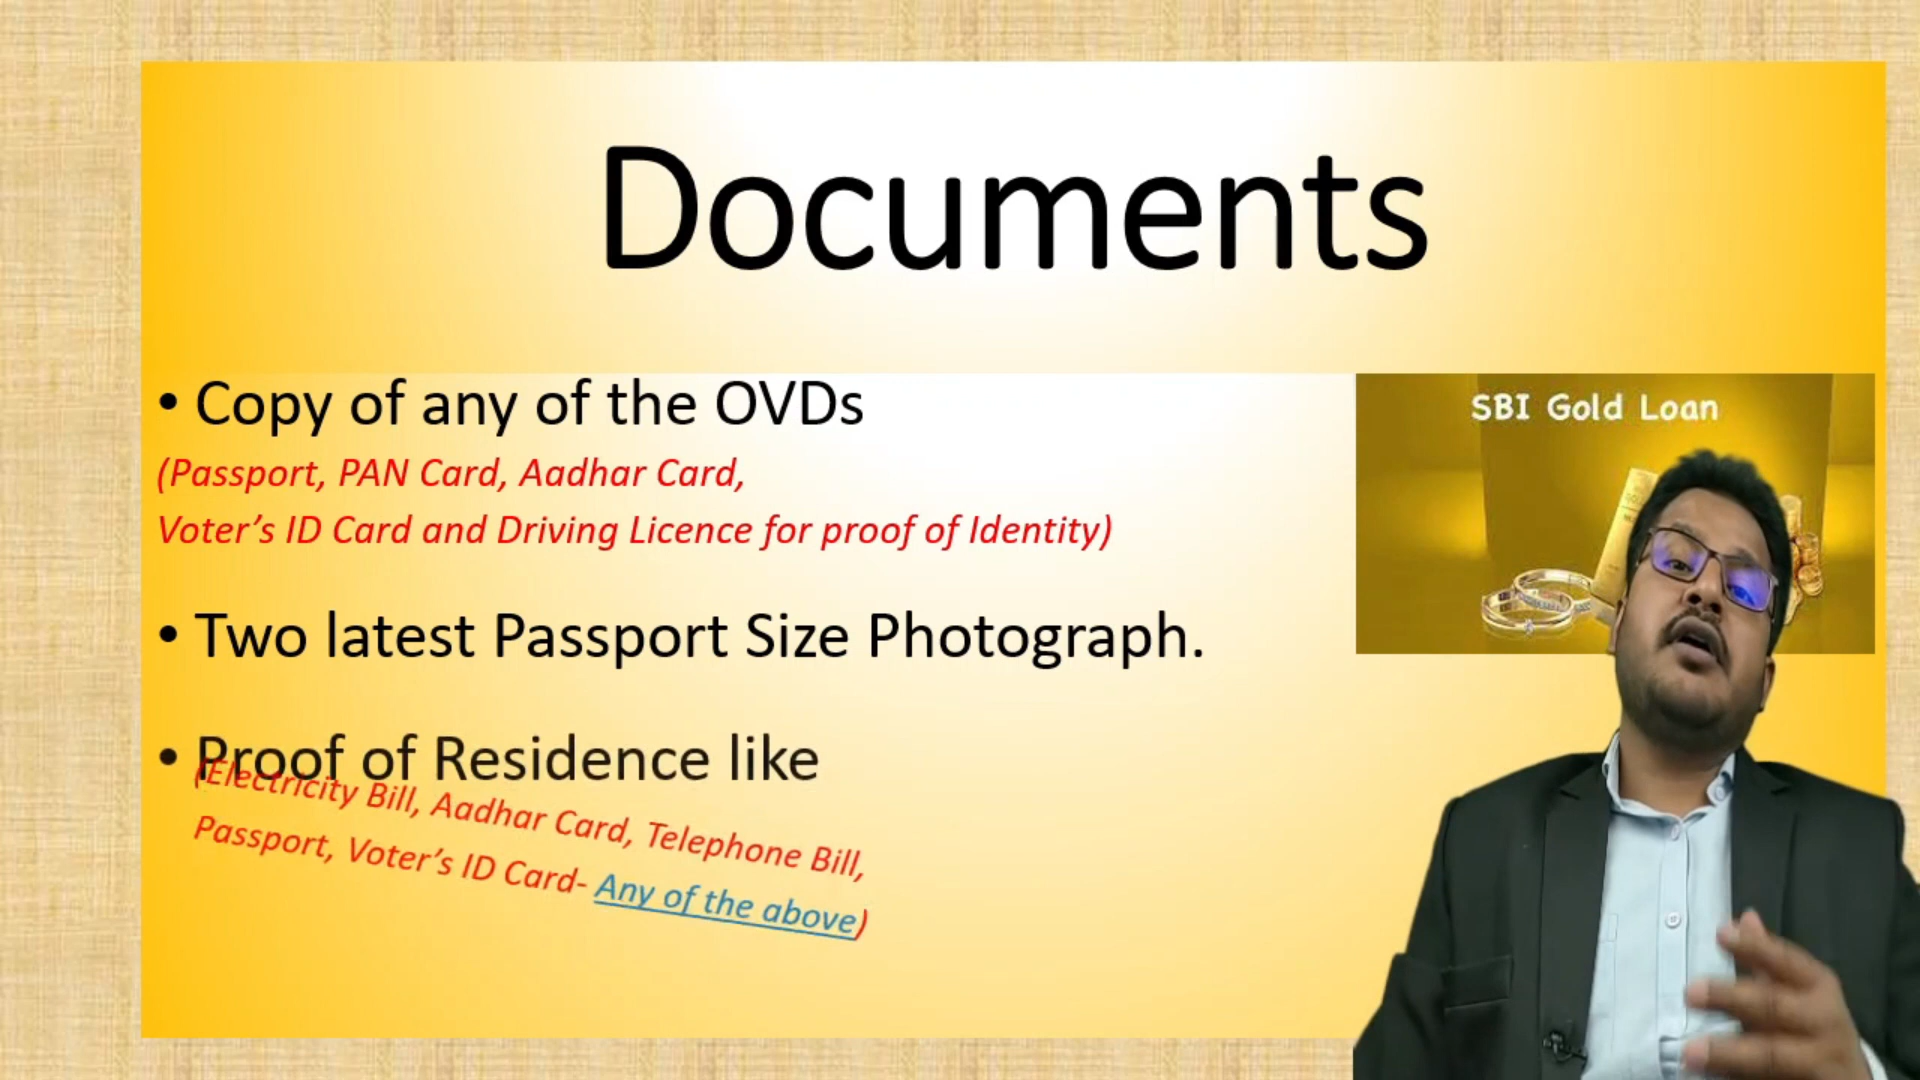 Documents
• Copy of any of the OVDs
(Passport, PAN Card, Aadhar Card,
Voter’s ID Card and Driving Licence for proof of Identity)
SBI Gold Loan
• Two latest Passport Size Photograph.
• Proof of Residence like
(Electricity Bill, Aadhar Card, Telephone Bill,
Passport, Voter’s ID Card- Any of the above)